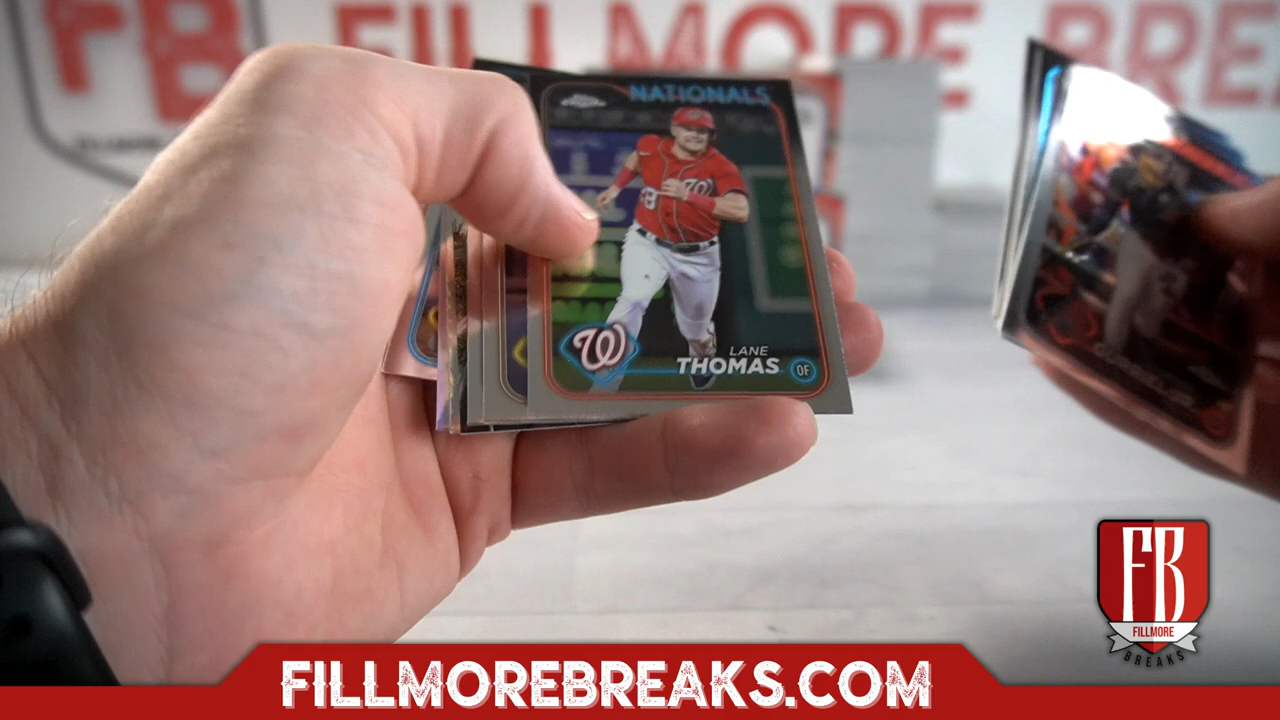 FILLMORE BREA
NATIONALS
W
LANE
THOMAS OF
FB
FILLMORE
BREAKS
FILLMOREBREAKS.COM